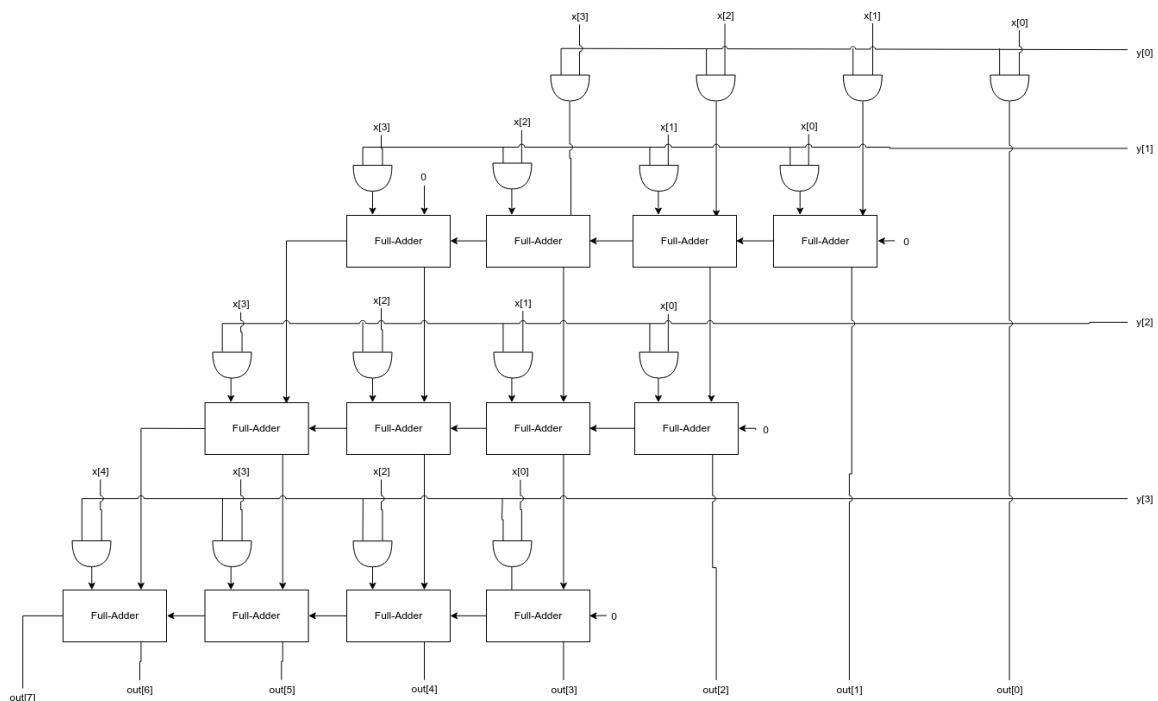 x[3]
x[2]
x[1]
x[0]
y[0]
x[3]
x[2]
x[1]
x[0]
y[1]
0
Full-Adder
Full-Adder
Full-Adder
Full-Adder
0
x[3]
x[2]
x[1]
x[0]
y[2]
Full-Adder
Full-Adder
Full-Adder
Full-Adder
0
x[4]
x[3]
x[2]
x[0]
y[3]
Full-Adder
Full-Adder
Full-Adder
Full-Adder
0
out[7]
out[6]
out[5]
out[4]
out[3]
out[2]
out[1]
out[0]